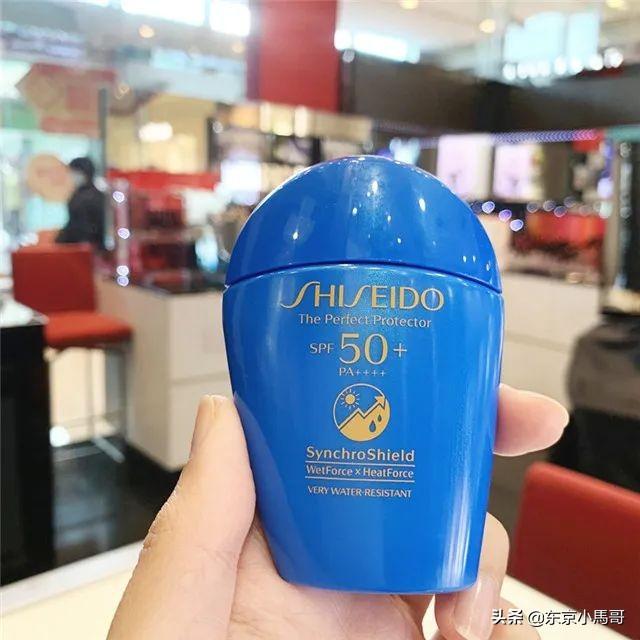 SHISEIDO
The Perfect Protector
SPF 50+
PA++++
SynchroShield
WetForce × HeatForce
VERY WATER-RESISTANT
头条 @东京小馬哥